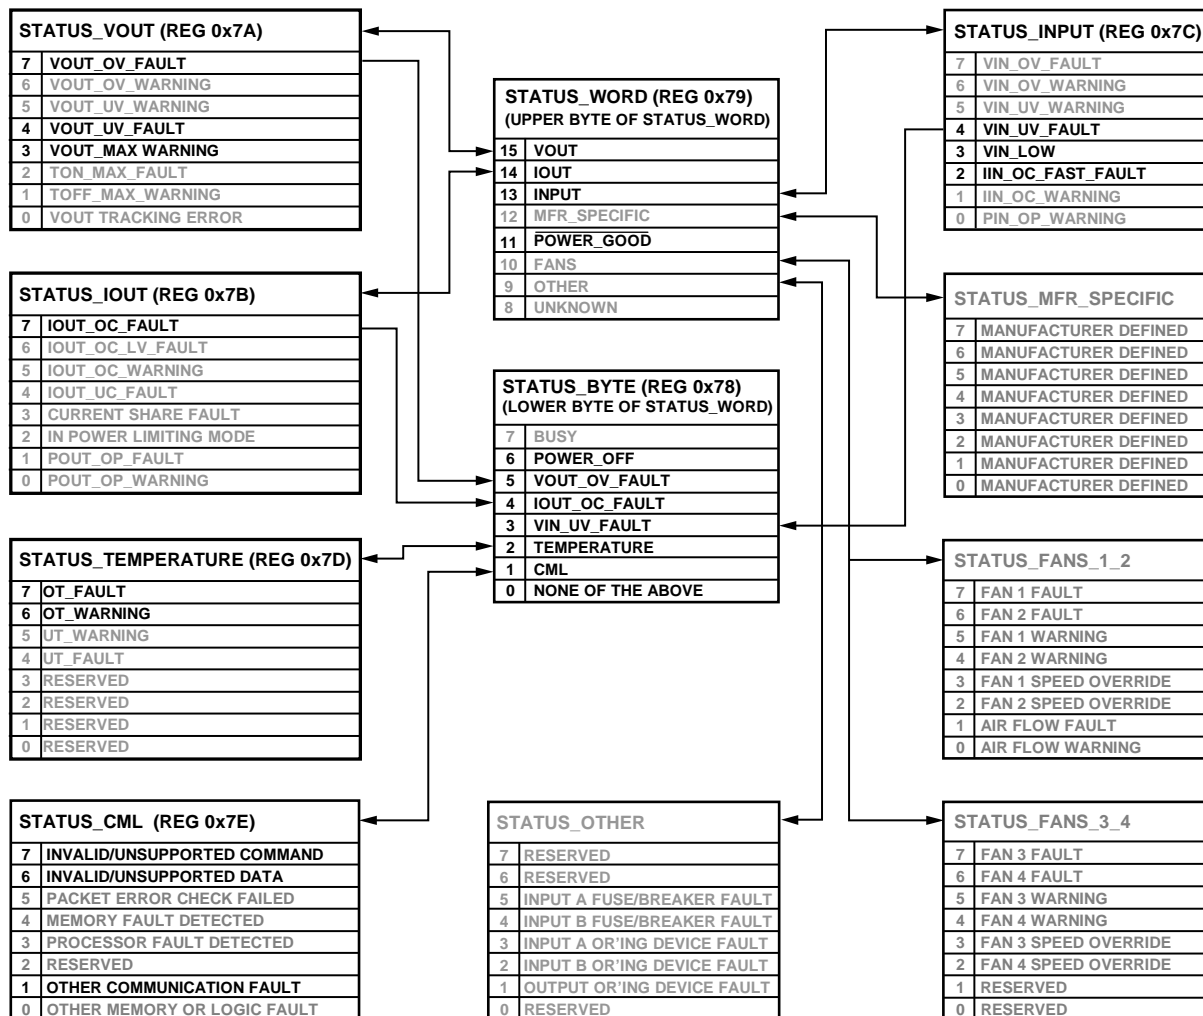 STATUS_VOUT (REG 0x7A)
7 VOUT_OV_FAULT
6 VOUT_OV_WARNING
5 VOUT_UV_WARNING
4 VOUT_UV_FAULT
3 VOUT_MAX WARNING
2 TON_MAX_FAULT
1 TOFF_MAX_WARNING
0 VOUT TRACKING ERROR
STATUS_IOUT (REG 0x7B)
7 IOUT_OC_FAULT
6 IOUT_OC_LV_FAULT
5 IOUT_OC_WARNING
4 IOUT_UC_FAULT
3 CURRENT SHARE FAULT
2 IN POWER LIMITING MODE
1 POUT_OP_FAULT
0 POUT_OP_WARNING
STATUS_TEMPERATURE (REG 0x7D)
7 OT_FAULT
6 OT_WARNING
5 UT_WARNING
4 UT_FAULT
3 RESERVED
2 RESERVED
1 RESERVED
0 RESERVED
STATUS_CML (REG 0x7E)
7 INVALID/UNSUPPORTED COMMAND
6 INVALID/UNSUPPORTED DATA
5 PACKET ERROR CHECK FAILED
4 MEMORY FAULT DETECTED
3 PROCESSOR FAULT DETECTED
2 RESERVED
1 OTHER COMMUNICATION FAULT
0 OTHER MEMORY OR LOGIC FAULT
STATUS_WORD (REG 0x79)
(UPPER BYTE OF STATUS_WORD)
15 VOUT
14 IOUT
13 INPUT
12 MFR_SPECIFIC
11 POWER_GOOD
10 FANS
9 OTHER
8 UNKNOWN
STATUS_BYTE (REG 0x78)
(LOWER BYTE OF STATUS_WORD)
7 BUSY
6 POWER_OFF
5 VOUT_OV_FAULT
4 IOUT_OC_FAULT
3 VIN_UV_FAULT
2 TEMPERATURE
1 CML
0 NONE OF THE ABOVE
STATUS_OTHER
7 RESERVED
6 RESERVED
5 INPUT A FUSE/BREAKER FAULT
4 INPUT B FUSE/BREAKER FAULT
3 INPUT A OR'ING DEVICE FAULT
2 INPUT B OR'ING DEVICE FAULT
1 OUTPUT OR'ING DEVICE FAULT
0 RESERVED
STATUS_INPUT (REG 0x7C)
7 VIN_OV_FAULT
6 VIN_OV_WARNING
5 VIN_UV_WARNING
4 VIN_UV_FAULT
3 VIN_LOW
2 IIN_OC_FAST_FAULT
1 IIN_OC_WARNING
0 PIN_OP_WARNING
STATUS_MFR_SPECIFIC
7 MANUFACTURER DEFINED
6 MANUFACTURER DEFINED
5 MANUFACTURER DEFINED
4 MANUFACTURER DEFINED
3 MANUFACTURER DEFINED
2 MANUFACTURER DEFINED
1 MANUFACTURER DEFINED
0 MANUFACTURER DEFINED
STATUS_FANS_1_2
7 FAN 1 FAULT
6 FAN 2 FAULT
5 FAN 1 WARNING
4 FAN 2 WARNING
3 FAN 1 SPEED OVERRIDE
2 FAN 2 SPEED OVERRIDE
1 AIR FLOW FAULT
0 AIR FLOW WARNING
STATUS_FANS_3_4
7 FAN 3 FAULT
6 FAN 4 FAULT
5 FAN 3 WARNING
4 FAN 4 WARNING
3 FAN 3 SPEED OVERRIDE
2 FAN 4 SPEED OVERRIDE
1 RESERVED
0 RESERVED